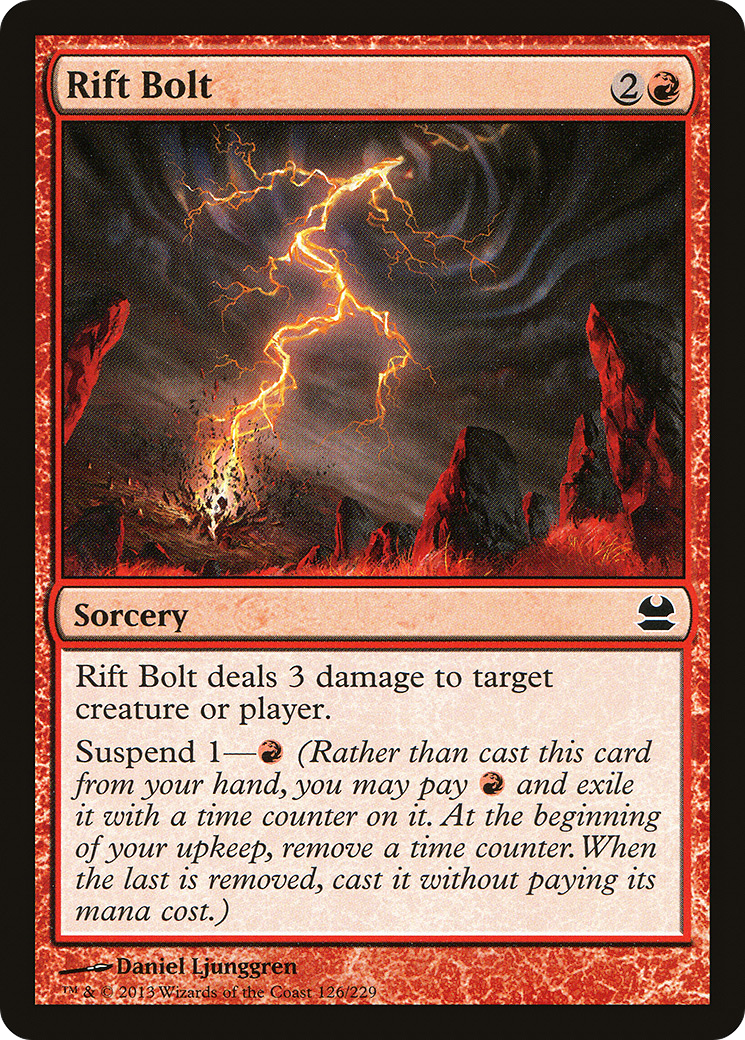 Rift Bolt 2
Sorcery
Rift Bolt deals 3 damage to target
creature or player.
Suspend 1— (Rather than cast this card
from your hand, you may pay and exile
it with a time counter on it. At the beginning
of your upkeep, remove a time counter. When
the last is removed, cast it without paying its
mana cost.)
Daniel Ljunggren
™ & © 2013 Wizards of the Coast 126/229